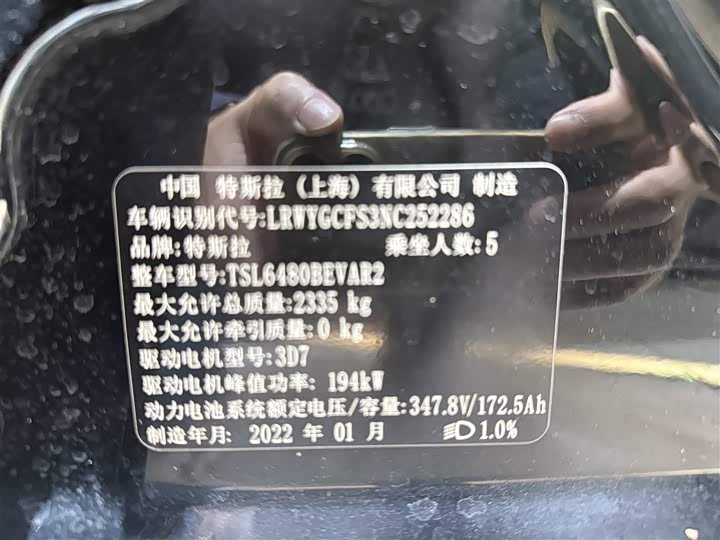 中国 特斯拉 (上海) 有限公司 制造
车辆识别代号:LRWYGCFS3NC252286
品牌:特斯拉 乘坐人数:5
整车型号:TSL6480BEVAR2
最大允许总质量:2335 kg
最大允许牵引质量:0 kg
驱动电机型号:3D7
驱动电机峰值功率: 194kW
动力电池系统额定电压/容量:347.8V/172.5Ah
制造年月: 2022 年 01 月 1.0%